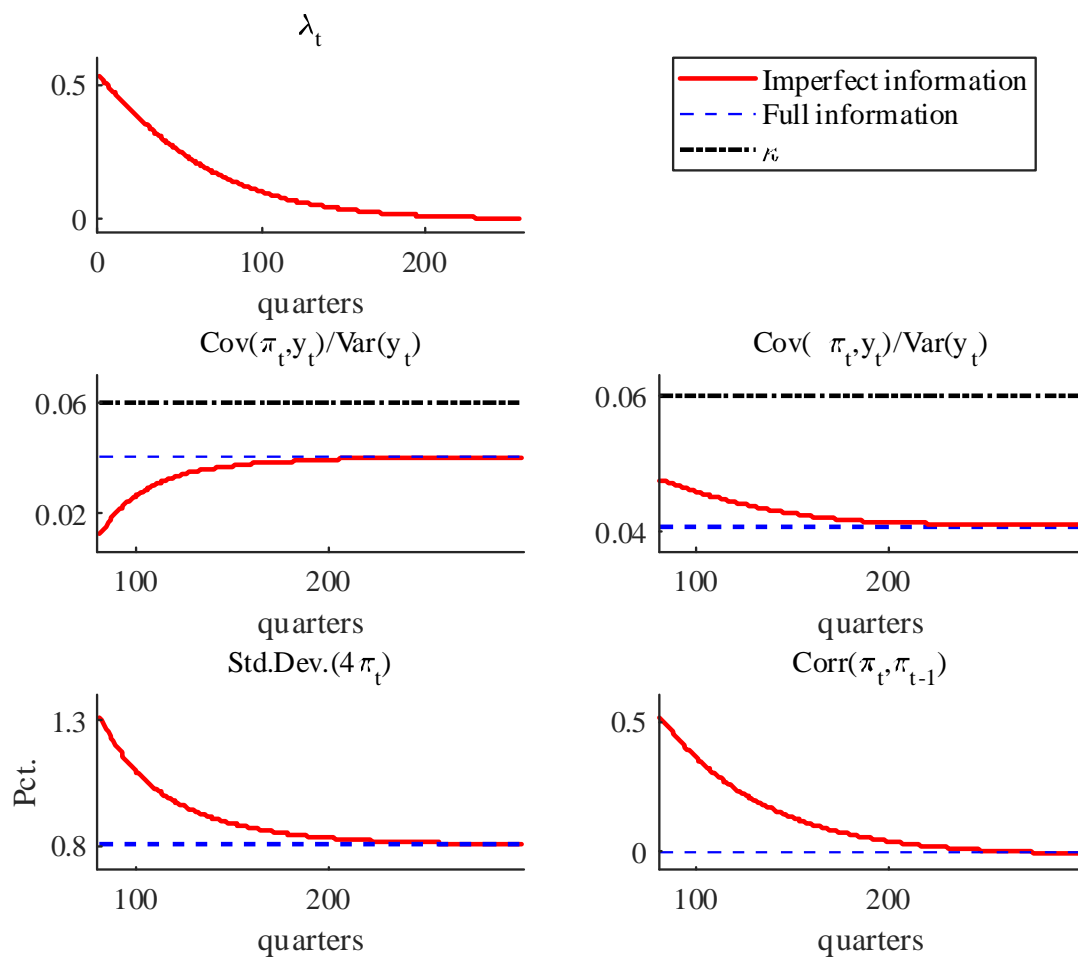 λt
0.5
0
0
100
200
quarters
Imperfect information
Full information
κ
Cov(πt,yt)/Var(yt)
0.06
0.02
100
200
quarters
Cov( πt,yt)/Var(yt)
0.06
0.04
100
200
quarters
Std.Dev.(4πt)
1.3
0.8
Pct.
100
200
quarters
Corr(πt,πt-1)
0.5
0
100
200
quarters